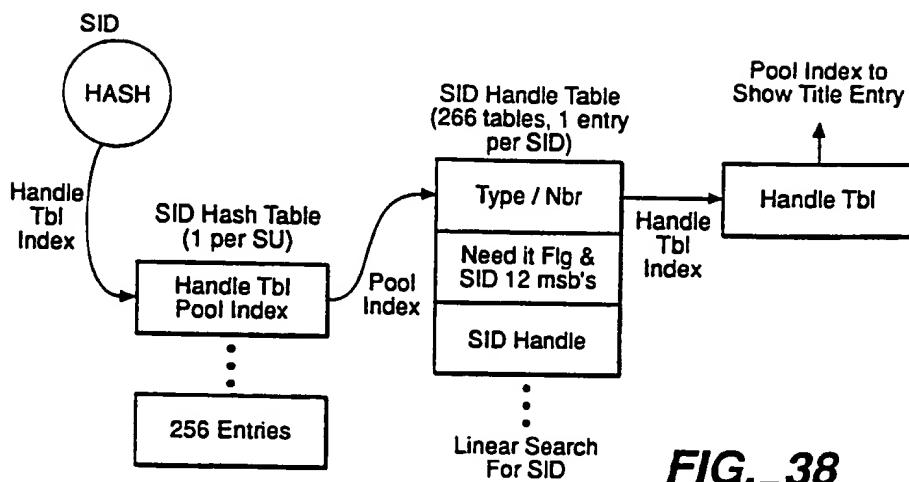 SID
HASH
Handle
Tbl
Index
SID Hash Table
(1 per SU)
Handle Tbl
Pool Index
256 Entries
Pool
Index
SID Handle Table
(266 tables, 1 entry
per SID)
Type / Nbr
Need it Flg &
SID 12 msb's
SID Handle
Linear Search
For SID
Handle
Tbl
Index
Pool Index to
Show Title Entry
Handle Tbl
FIG._38